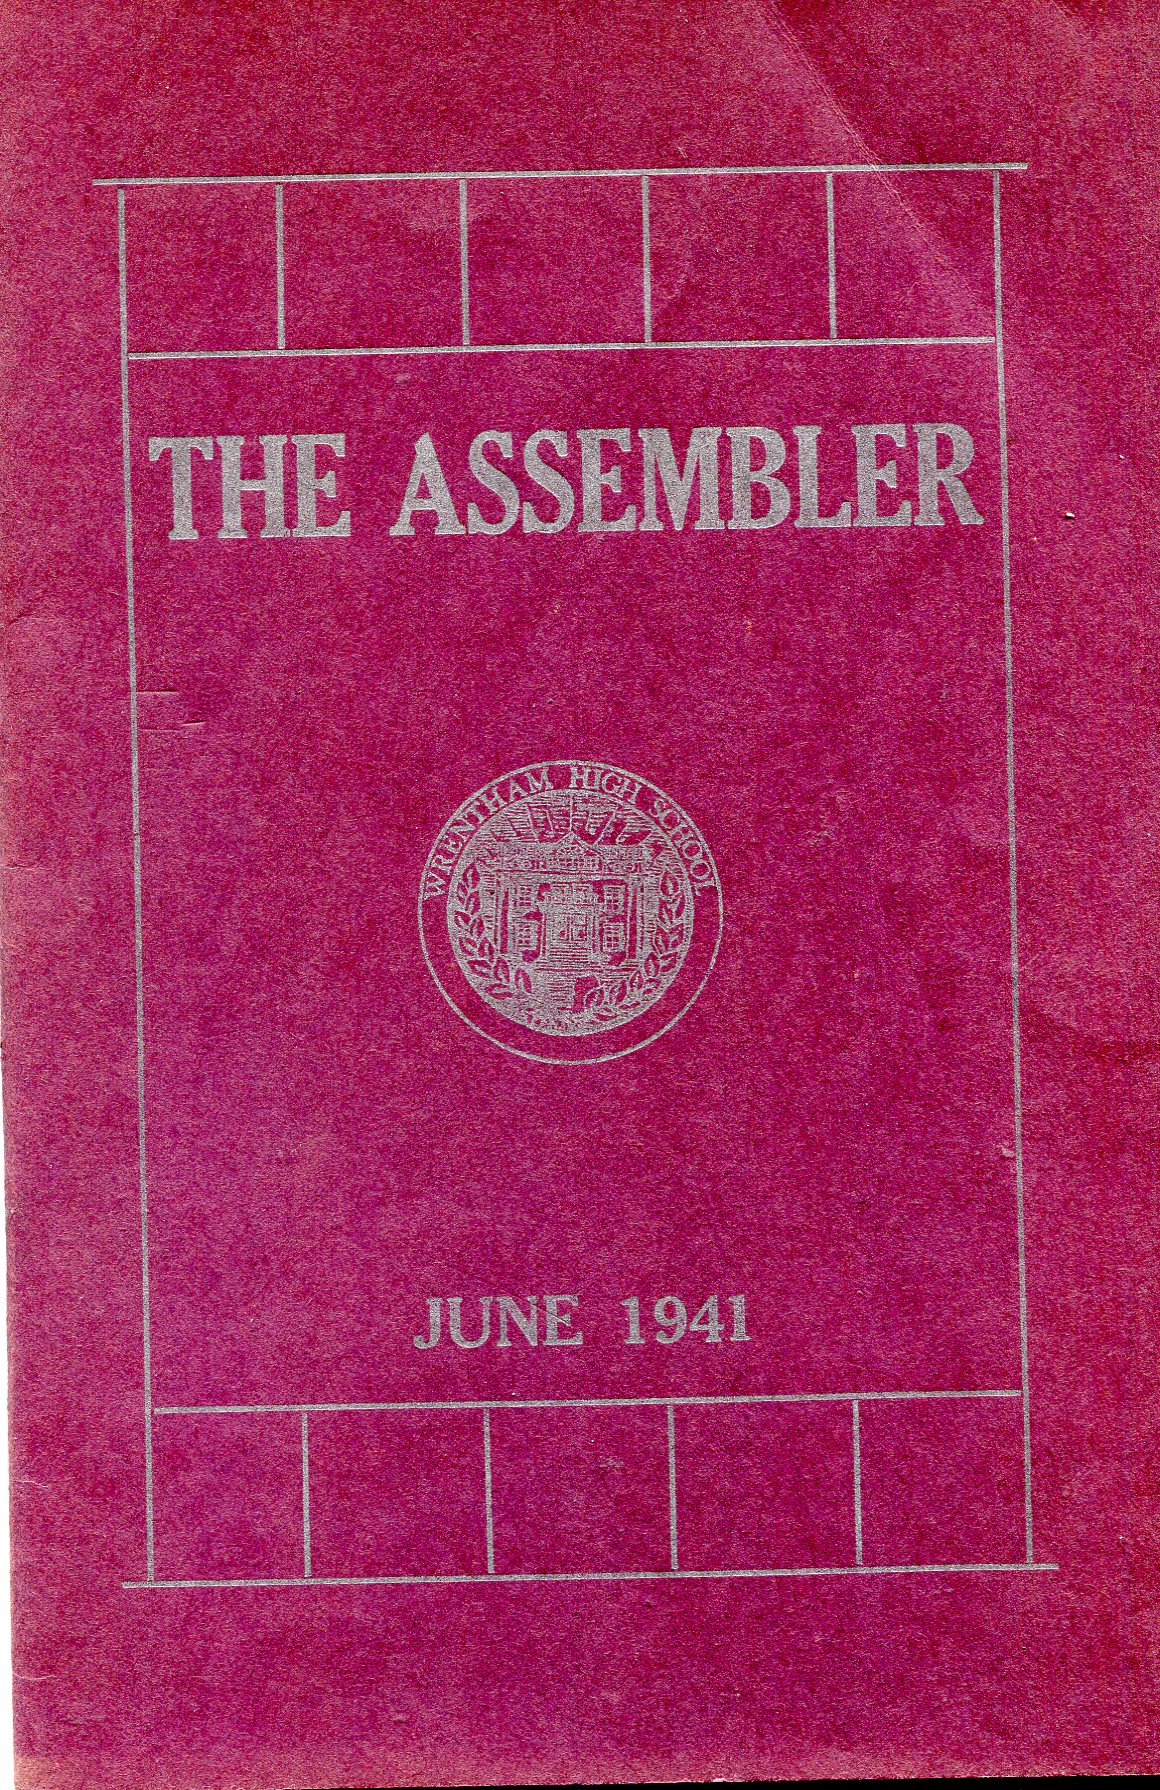 THE ASSEMBLER
WRENTHAM HIGH SCHOOL
JUNE 1941